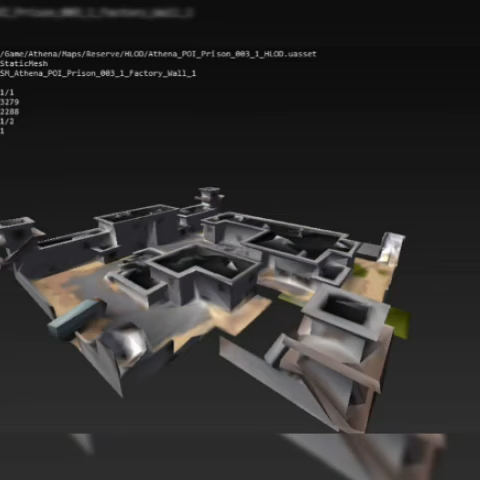 /Game/Athena/Maps/Reserve/HLOD/Athena_POI_Prison_003_1_HLOD.uasset
StaticMesh
SM_Athena_POI_Prison_003_1_Factory_Wall_1
1/1
3279
2288
1/2
1